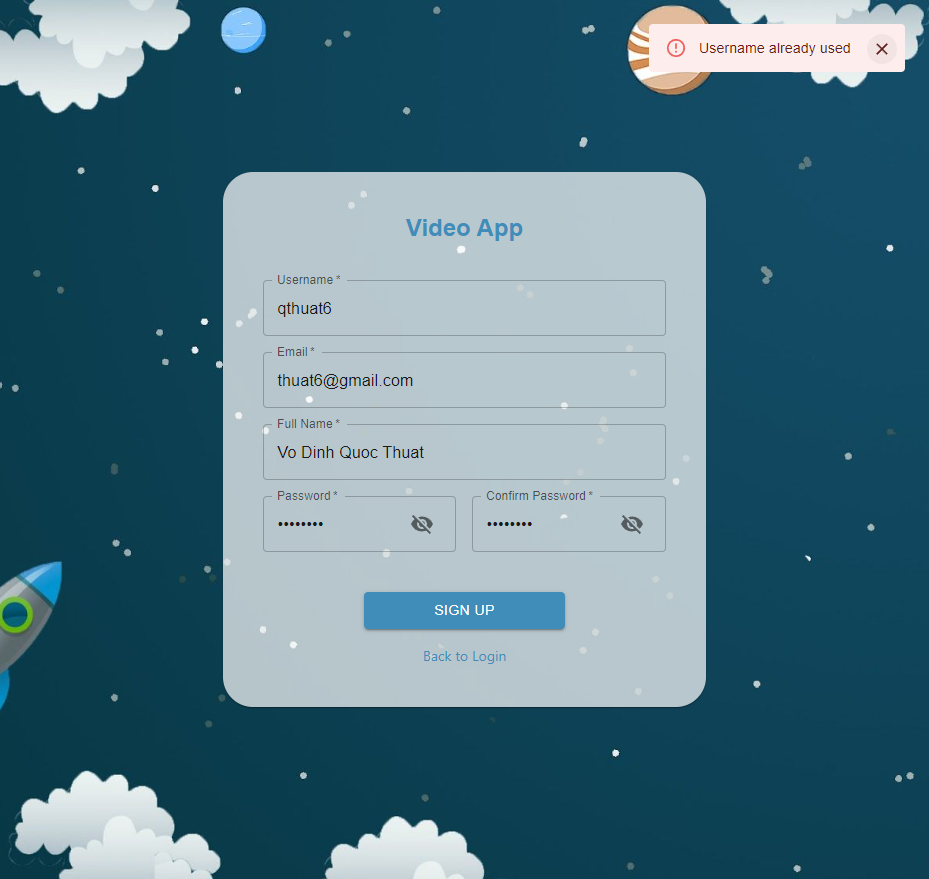 Username already used
Video App
Username *
qthuat6
Email *
thuat6@gmail.com
Full Name *
Vo Dinh Quoc Thuat
Password * Confirm Password *
•••••••• ••••••••
SIGN UP
Back to Login